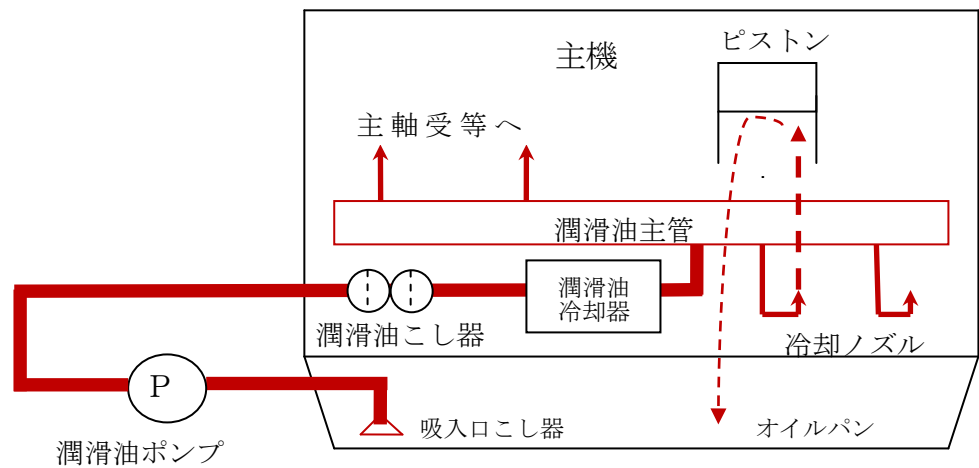 ピストン
主機
主軸受等へ
潤滑油主管
潤滑油
冷却器
潤滑油こし器
冷却ノズル
P
吸入口こし器
オイルパン
潤滑油ポンプ